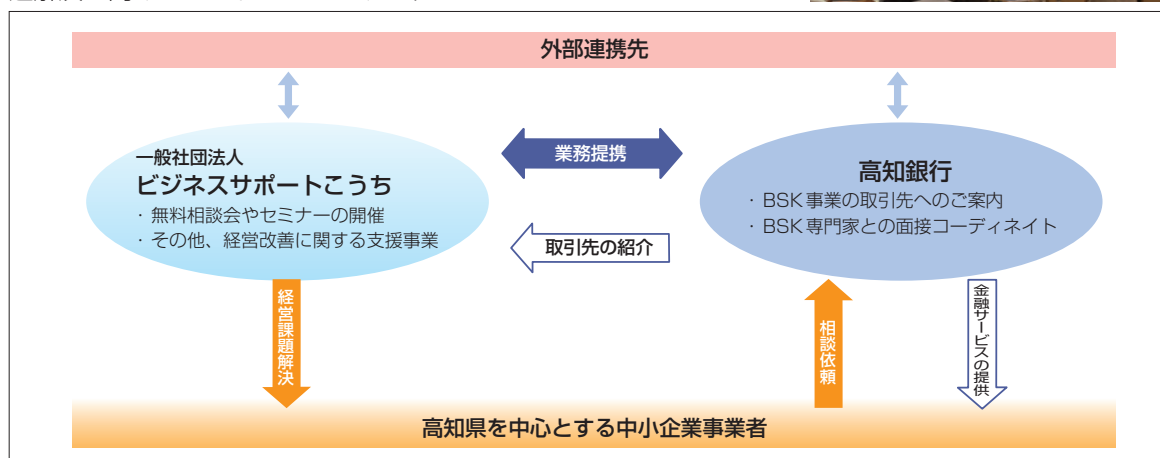 外部連携先
一般社団法人
ビジネスサポートこうち
・無料相談会やセミナーの開催
・その他、経営改善に関する支援事業
業務提携
取引先の紹介
高知銀行
・BSK事業の取引先へのご案内
・BSK専門家との面接コーディネイト
経営課題解決
相談依頼
金融サービスの提供
高知県を中心とする中小企業事業者